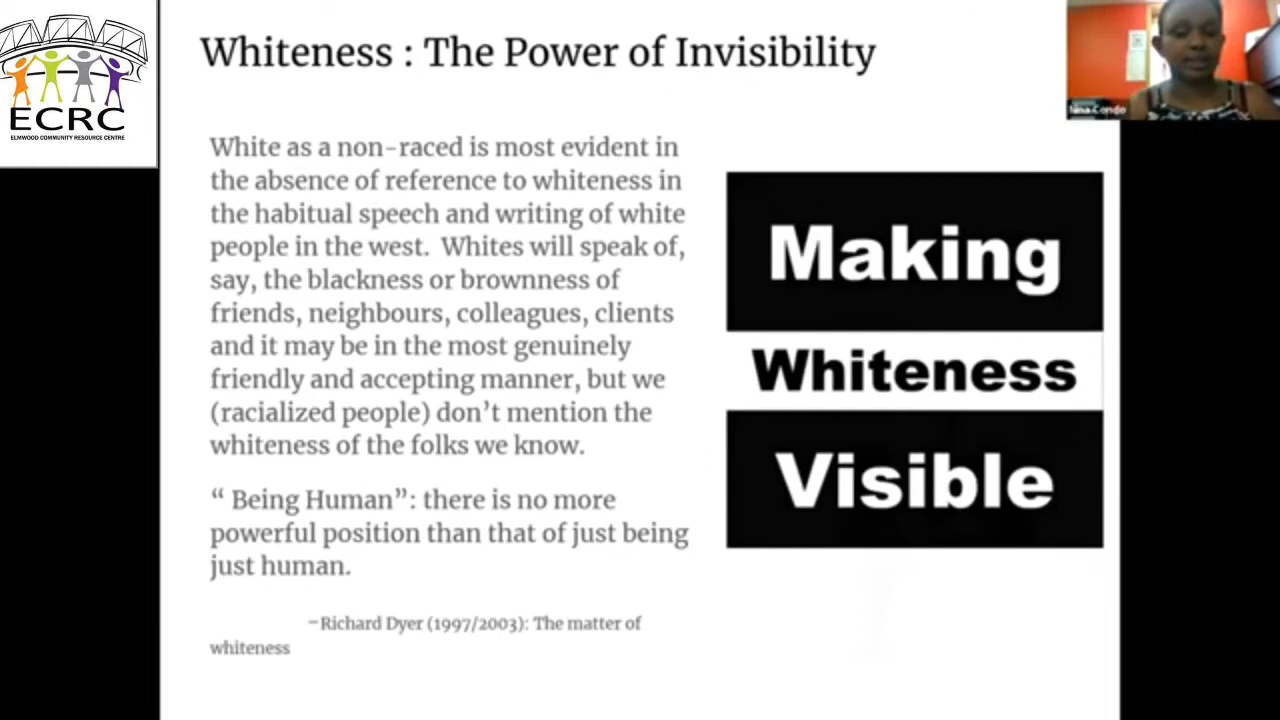 ECRC
ELMWOOD COMMUNITY RESOURCE CENTRE
Whiteness : The Power of Invisibility
Nina Condo
White as a non-raced is most evident in
the absence of reference to whiteness in
the habitual speech and writing of white
people in the west.  Whites will speak of,
say, the blackness or brownness of
friends, neighbours, colleagues, clients
and it may be in the most genuinely
friendly and accepting manner, but we
(racialized people) don’t mention the
whiteness of the folks we know.
“ Being Human”: there is no more
powerful position than that of just being
just human.
–Richard Dyer (1997/2003): The matter of
whiteness
Making
Whiteness
Visible